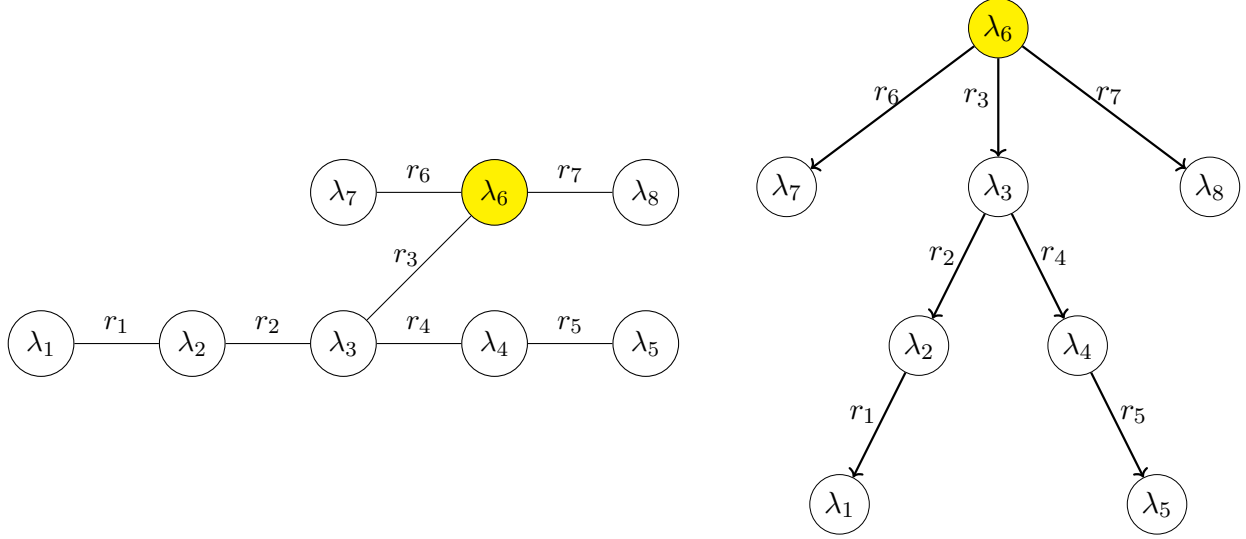 λ7 r6 λ6 r7 λ8
r3
λ1 r1 λ2 r2 λ3 r4 λ4 r5 λ5
λ6
r6 r3 r7
λ7 λ3 λ8
r2 r4
λ2 λ4
r1 r5
λ1 λ5